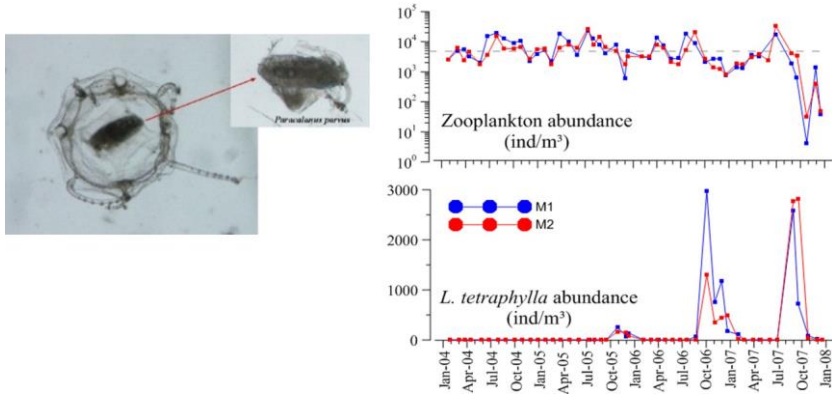 Paracalanus parvus
10⁵
10⁴
10³
10²
10¹
10⁰
Zooplankton abundance
(ind/m³)
3000
2000
1000
0
M1
M2
L. tetraphylla abundance
(ind/m³)
Jan-04
Apr-04
Jul-04
Oct-04
Jan-05
Apr-05
Jul-05
Oct-05
Jan-06
Apr-06
Jul-06
Oct-06
Jan-07
Apr-07
Jul-07
Oct-07
Jan-08